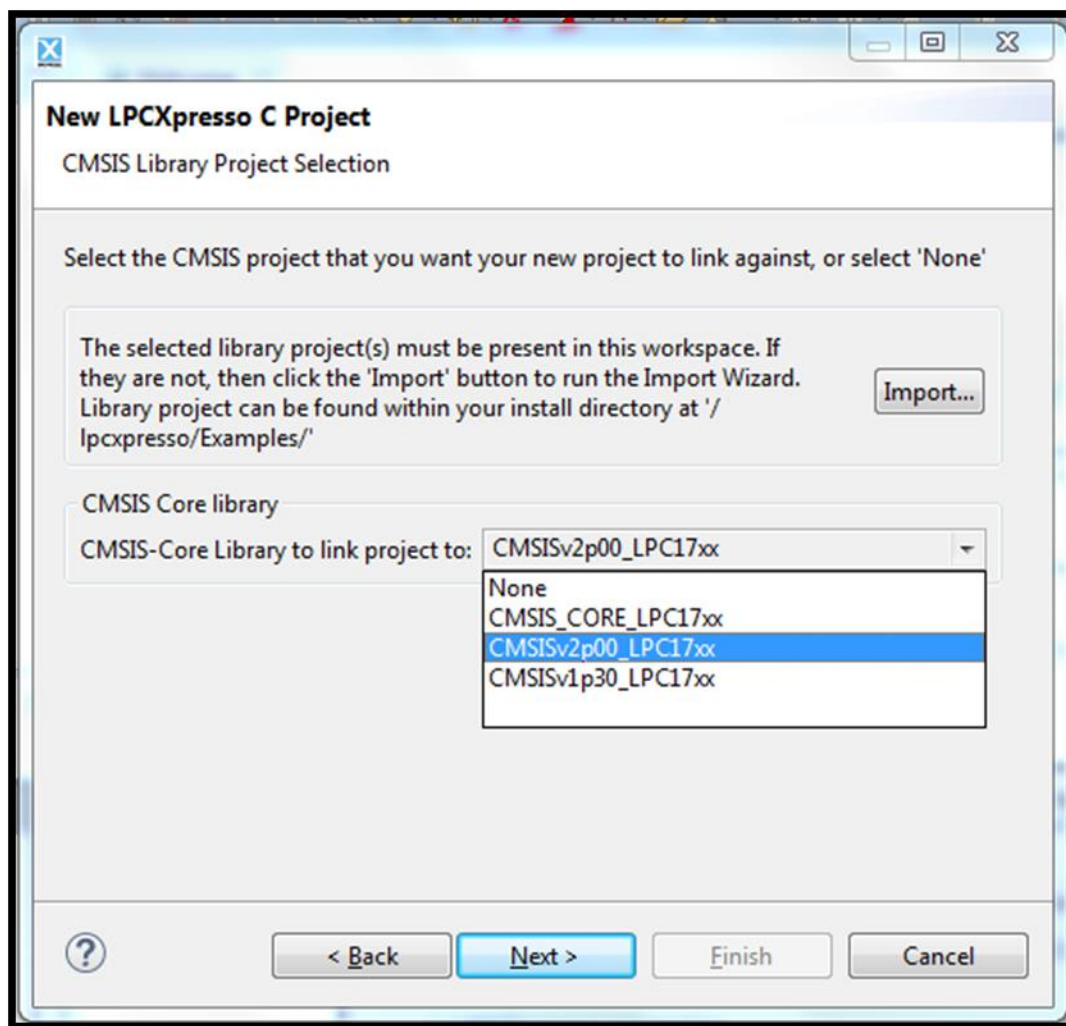 New LPCXpresso C Project
CMSIS Library Project Selection
Select the CMSIS project that you want your new project to link against, or select 'None'
The selected library project(s) must be present in this workspace. If
they are not, then click the 'Import' button to run the Import Wizard.
Library project can be found within your install directory at '/
lpcxpresso/Examples/'
Import...
CMSIS Core library
CMSIS-Core Library to link project to:
CMSISv2p00_LPC17xx
None
CMSIS_CORE_LPC17xx
CMSISv2p00_LPC17xx
CMSISv1p30_LPC17xx
?
< Back
Next >
Finish
Cancel